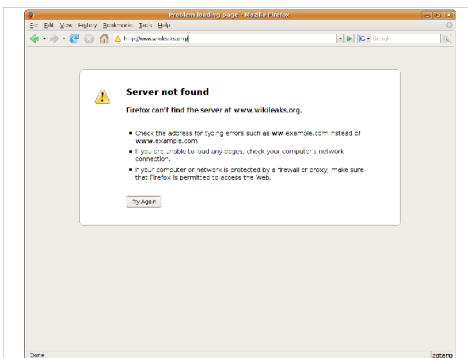 Problem loading page - Mozilla Firefox
File Edit View History Bookmarks Tools Help
http://www.wikileaks.org/
Google
Server not found
Firefox can't find the server at www.wikileaks.org.
Check the address for typing errors such as ww.example.com instead of
www.example.com
If you are unable to load any pages, check your computer's network
connection.
If your computer or network is protected by a firewall or proxy, make sure
that Firefox is permitted to access the Web.
Try Again
Done
zotero